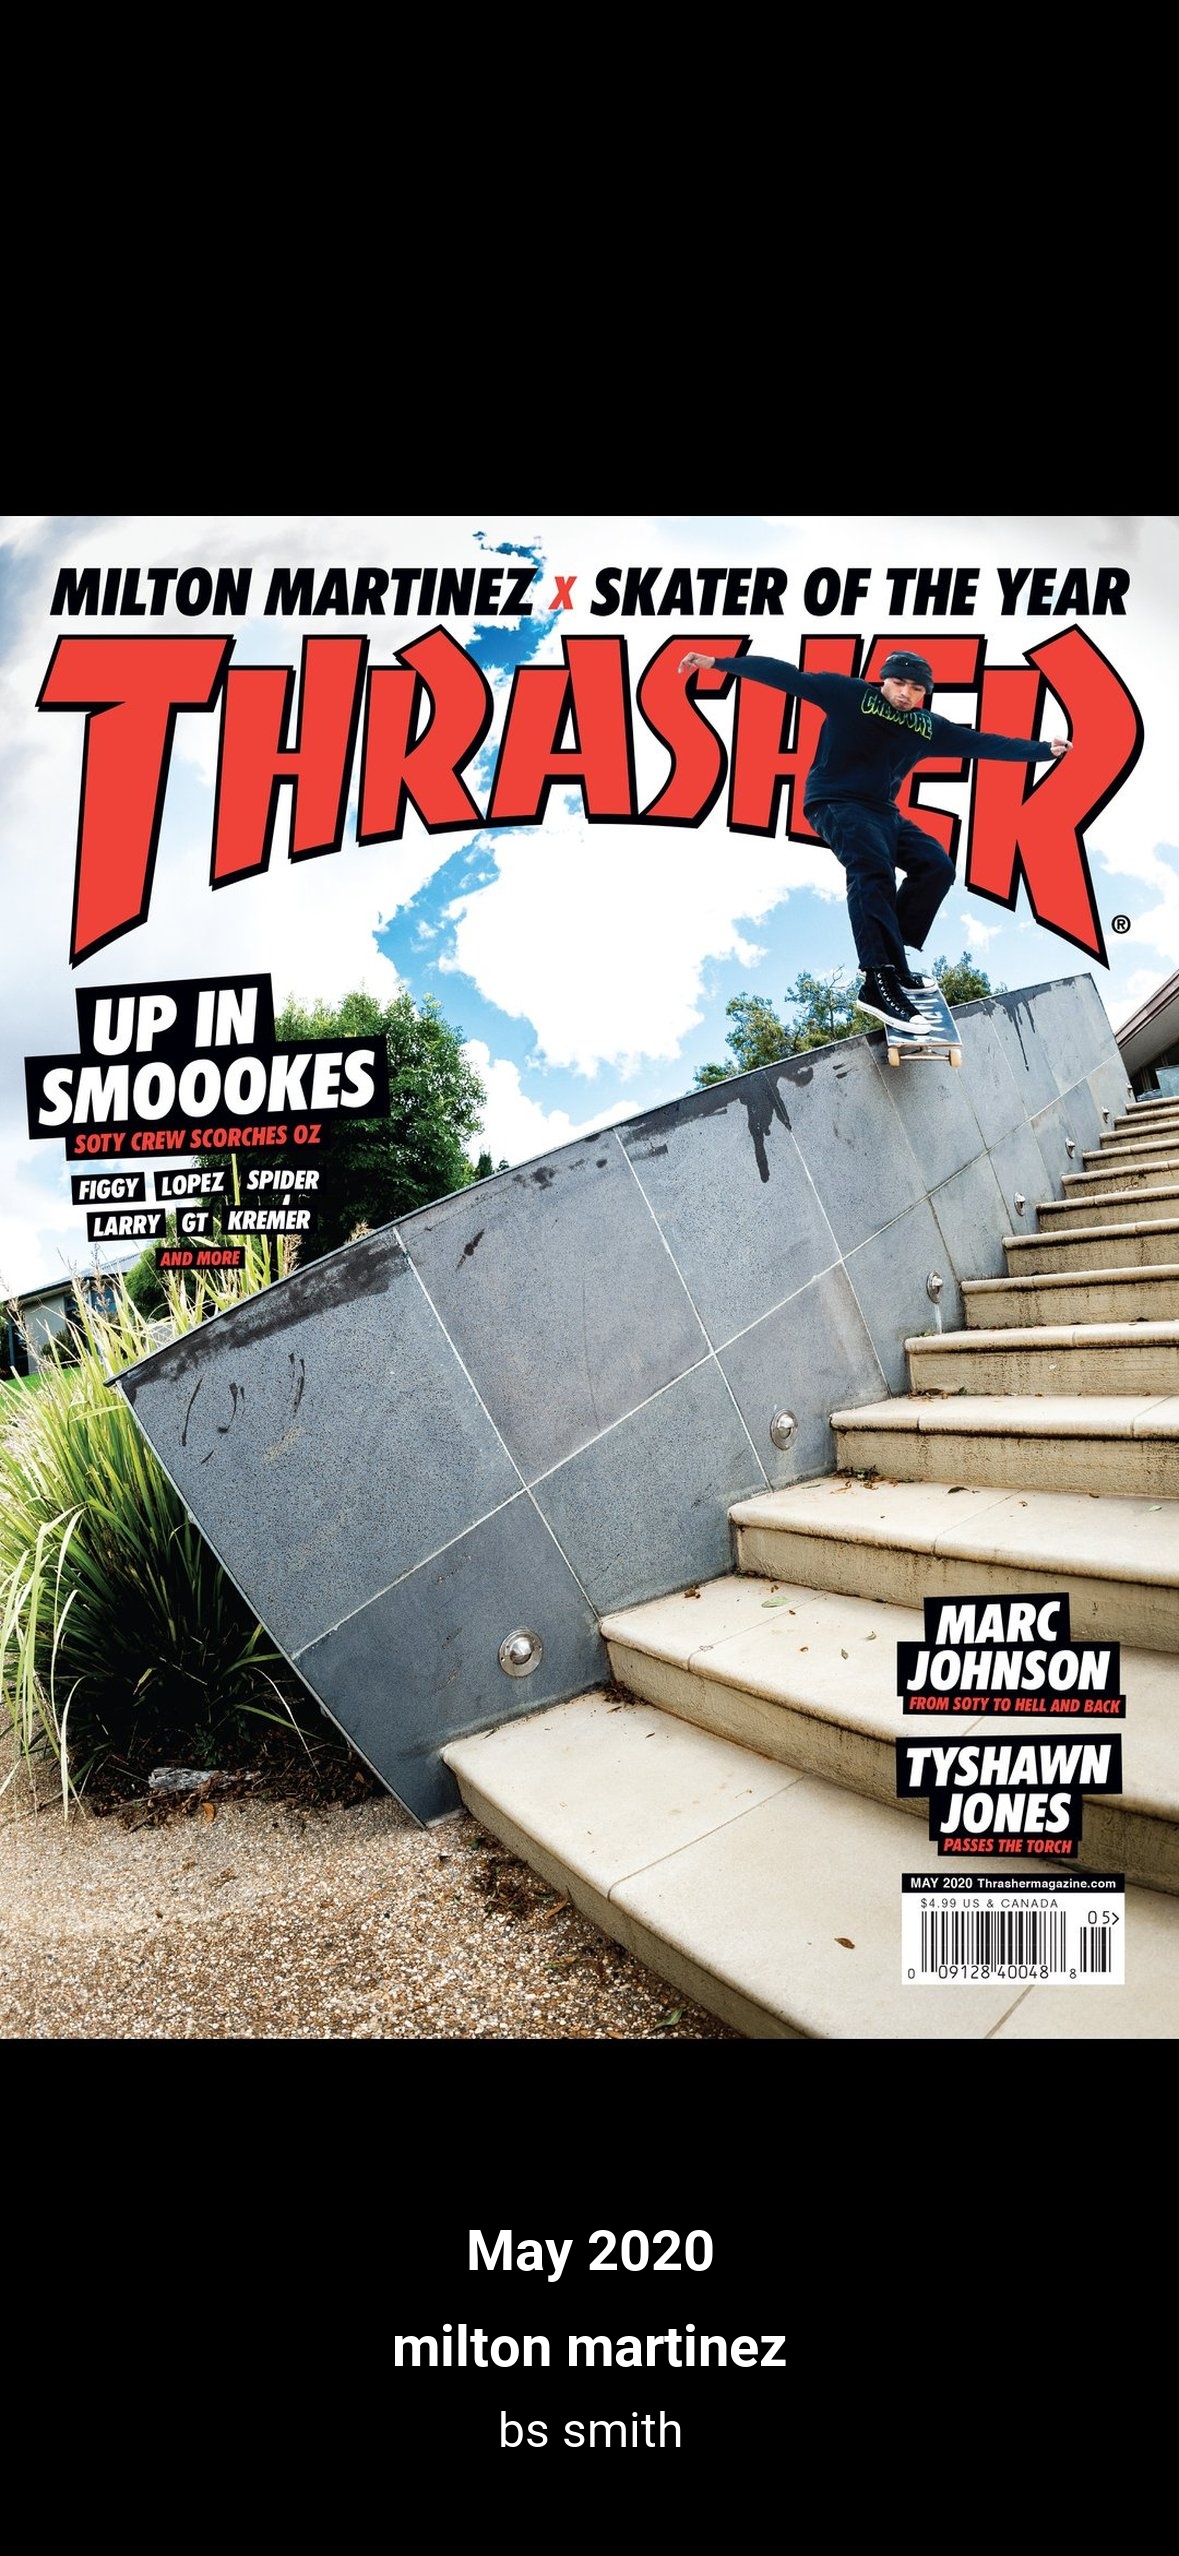 MILTON MARTINEZ x SKATER OF THE YEAR
THRASHER
®
CREATURE
UP IN
SMOOOKES
SOTY CREW SCORCHES OZ
FIGGY LOPEZ SPIDER
LARRY GT KREMER
AND MORE
MARC
JOHNSON
FROM SOTY TO HELL AND BACK
TYSHAWN
JONES
PASSES THE TORCH
MAY 2020 Thrashermagazine.com
$4.99 US & CANADA
05>
0 09128 40048 8
May 2020
milton martinez
bs smith